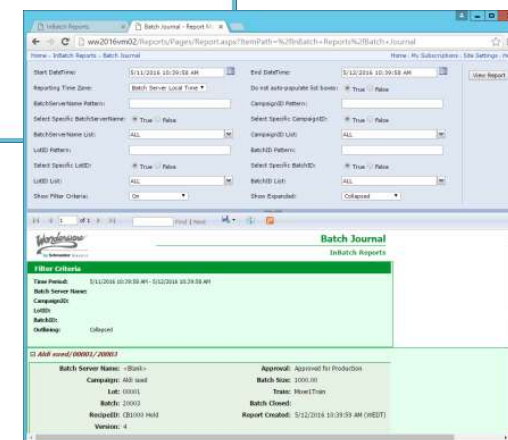 InBatch Reports
Batch Journal - Report M
ww2016vm02/Reports/Pages/Report.aspx?ItemPath=%2fInBatch+Reports%2fBatch+Journal
Home › InBatch Reports › Batch Journal
Home | My Subscriptions | Site Settings
Start DateTime: 5/11/2016 10:39:58 AM End DateTime: 5/12/2016 10:39:58 AM View Report
Reporting Time Zone: Batch Server Local Time Do not auto-populate list boxes: True False
BatchServerName Pattern: CampaignID Pattern:
Select Specific BatchServerName: True False Select Specific CampaignID: True False
BatchServerName List: ALL CampaignID List: ALL
LotID Pattern: BatchID Pattern:
Select Specific LotID: True False Select Specific BatchID: True False
LotID List: ALL BatchID List: ALL
Show Filter Criteria: On Show Expanded: Collapsed
1 of 1 Find | Next
Wonderware
by Schneider Electric
Batch Journal
InBatch Reports
Filter Criteria
Time Period: 5/11/2016 10:39:58 AM - 5/12/2016 10:39:58 AM
Batch Server Name:
CampaignID:
LotID:
BatchID:
Outlining: Collapsed
Aldi/00001/20003
Batch Server Name: <Blank> Approval: Approved for Production
Campaign: Aldi Batch Size: 1000.00
Lot: 00001 Train:
Batch: 20003 Batch Closed:
RecipeID: CB1000 Held Report Created: 5/12/2016 10:39:59 AM (WEDT)
Version: 4